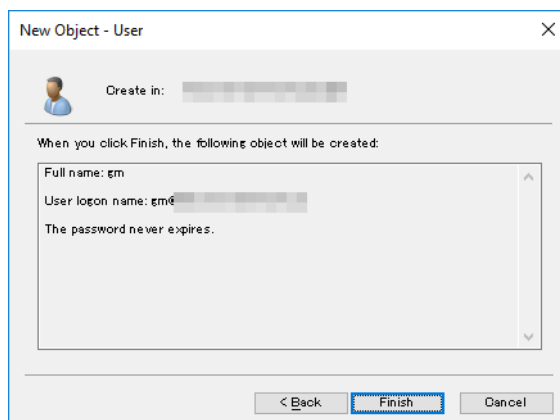 New Object - User
Create in:
When you click Finish, the following object will be created:
Full name: gm
User logon name: gm@
The password never expires.
< Back Finish Cancel